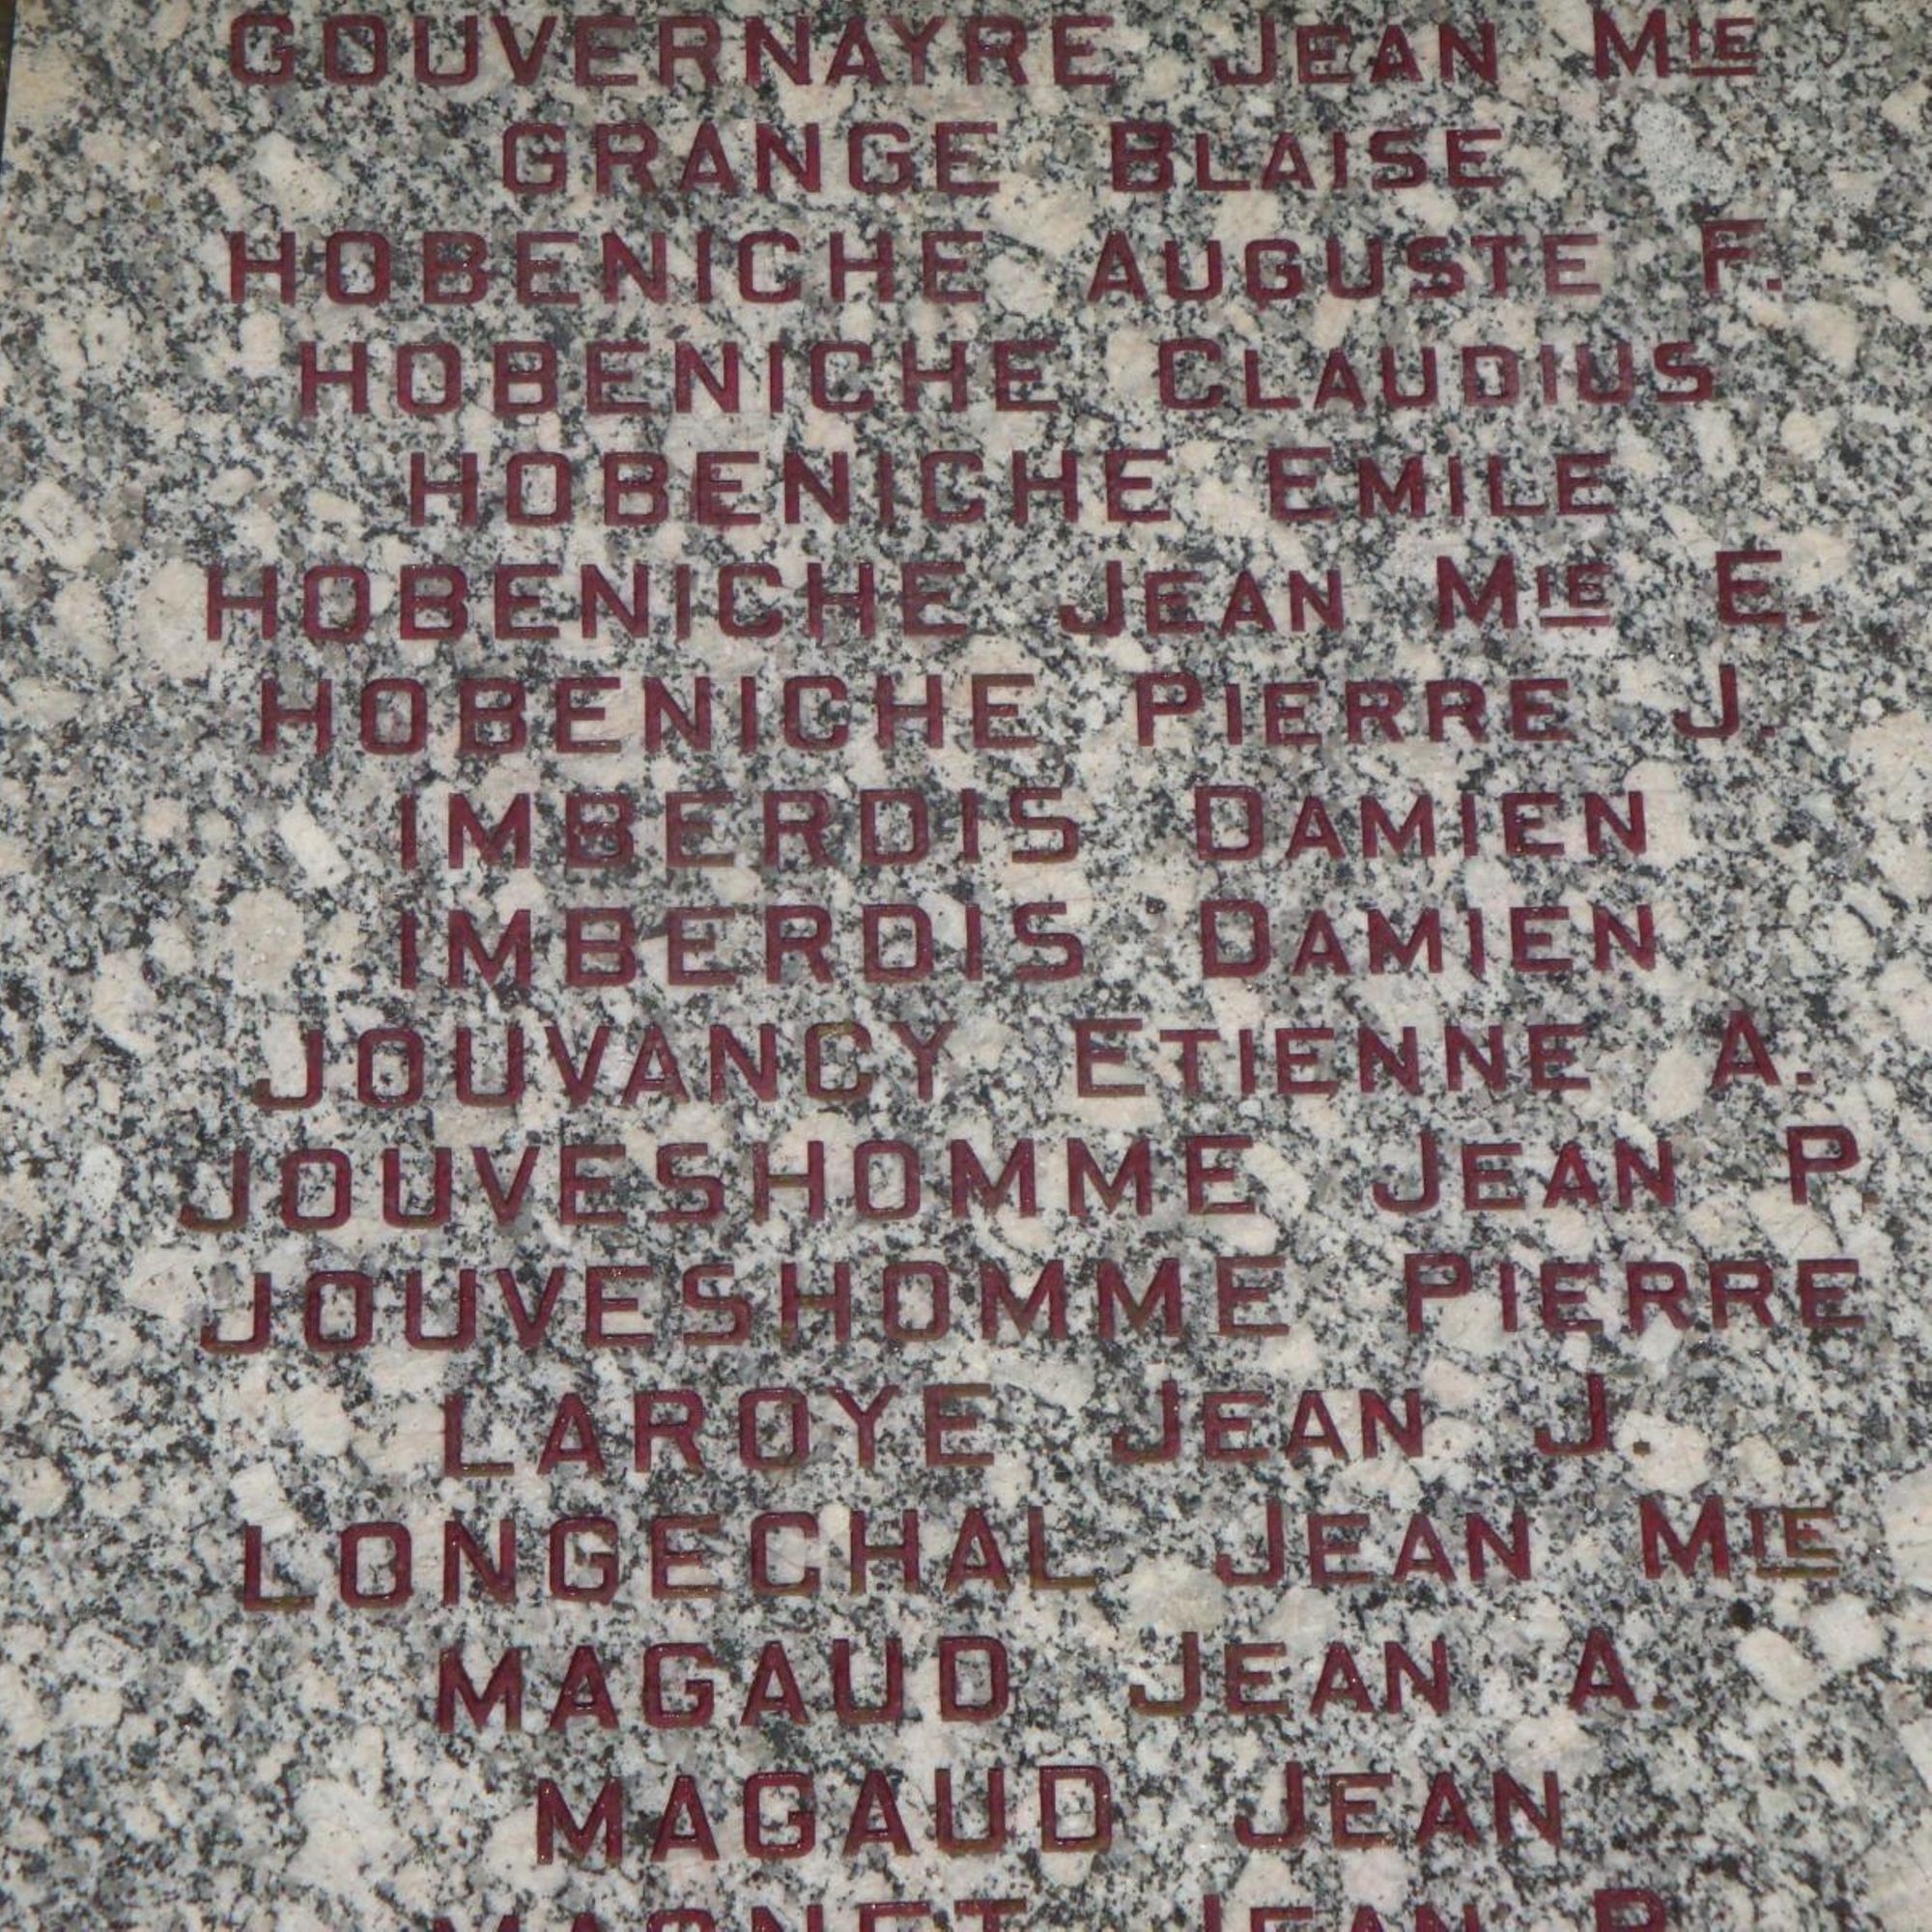 GOUVERNAYRE JEAN MIE
GRANGE BLAISE
HOBENICHE AUGUSTE F.
HOBENICHE CLAUDIUS
HOBENICHE EMILE
HOBENICHE JEAN MIE E.
HOBENICHE PIERRE J.
IMBERDIS DAMIEN
IMBERDIS DAMIEN
JOUVANCY ETIENNE A.
JOUVESHOMME JEAN P.
JOUVESHOMME PIERRE
LAROYE JEAN J.
LONGECHAL JEAN MIE
MAGAUD JEAN A.
MAGAUD JEAN
JEAN P.